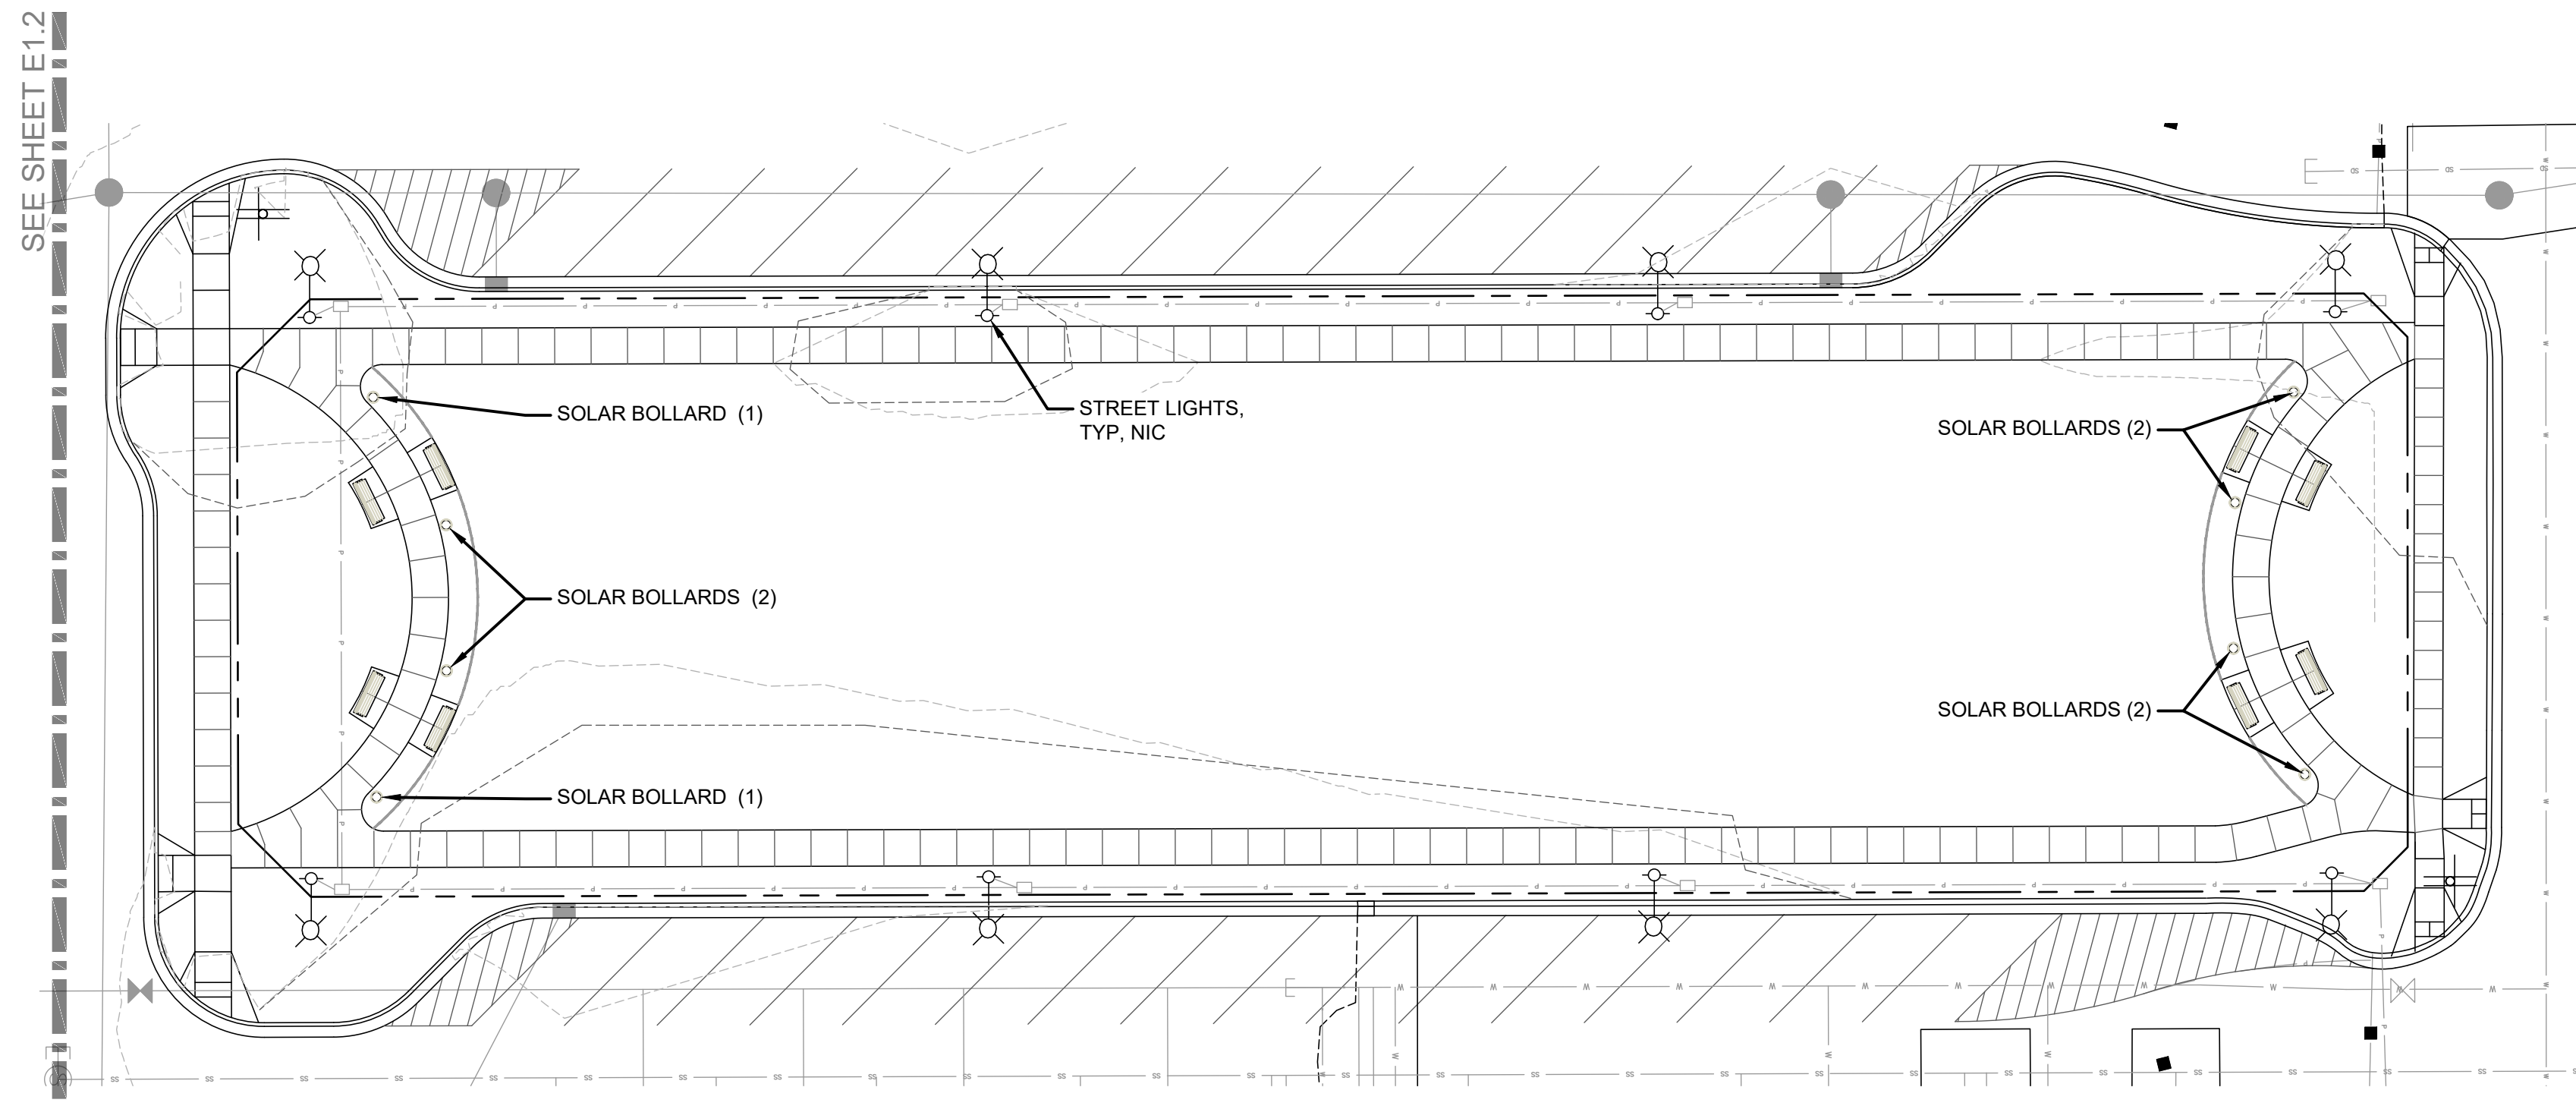 SEE SHEET E1.2
SOLAR BOLLARD (1)
STREET LIGHTS,
TYP, NIC
SOLAR BOLLARDS (2)
SOLAR BOLLARDS (2)
SOLAR BOLLARDS (2)
SOLAR BOLLARD (1)